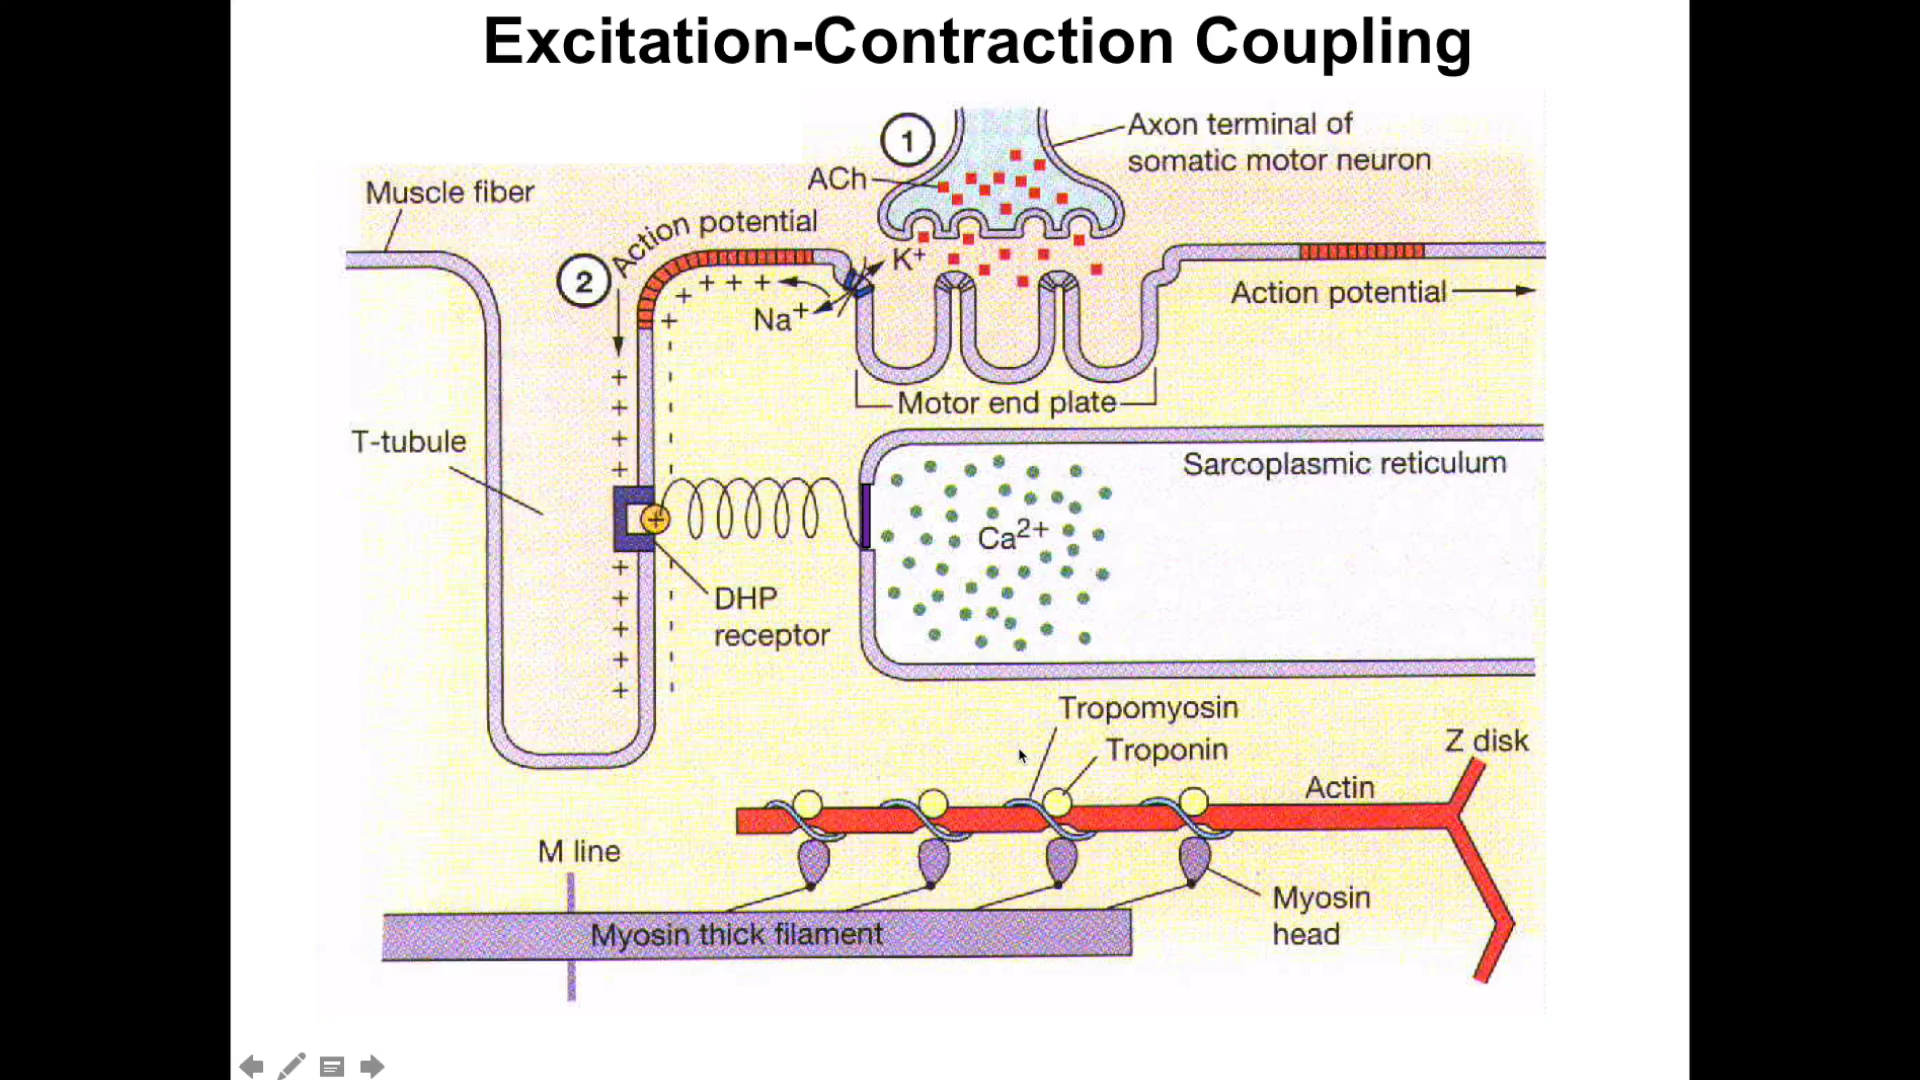 Excitation-Contraction Coupling
1
Axon terminal of
somatic motor neuron
ACh
Muscle fiber
Action potential
2
K+
Na+
Action potential
Motor end plate
T-tubule
Sarcoplasmic reticulum
Ca2+
DHP
receptor
Tropomyosin
Troponin
Z disk
Actin
M line
Myosin
head
Myosin thick filament